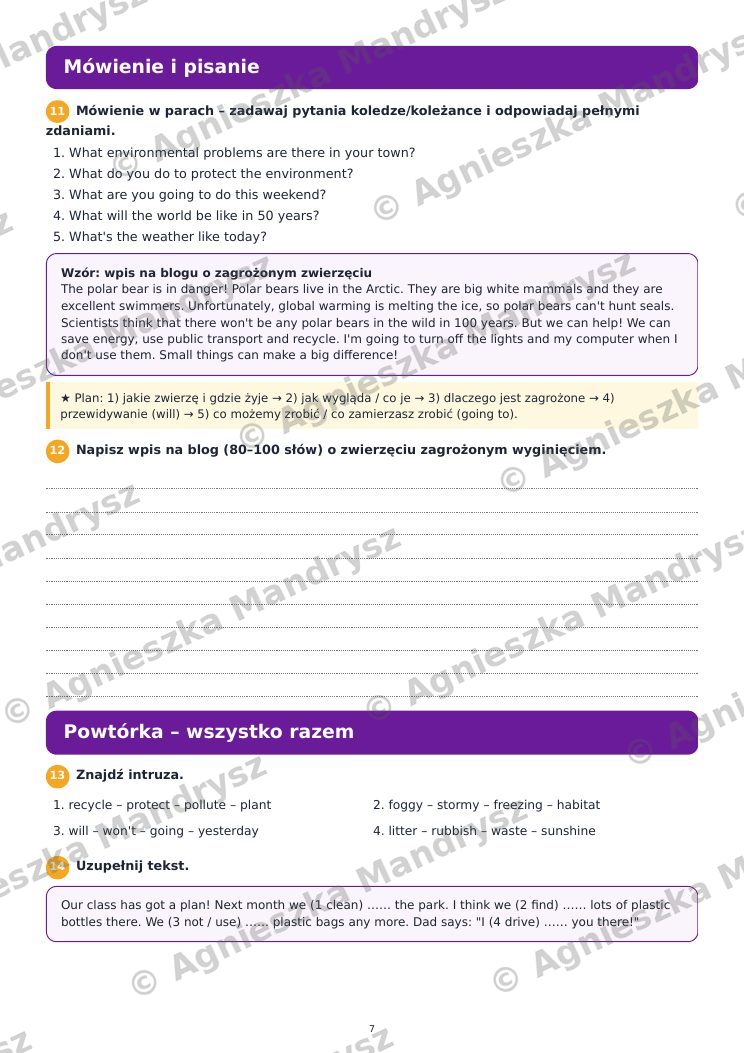 Mówienie i pisanie
11 Mówienie w parach – zadawaj pytania koledze/koleżance i odpowiadaj pełnymi
zdaniami.
1. What environmental problems are there in your town?
2. What do you do to protect the environment?
3. What are you going to do this weekend?
4. What will the world be like in 50 years?
5. What's the weather like today?
Wzór: wpis na blogu o zagrożonym zwierzęciu
The polar bear is in danger! Polar bears live in the Arctic. They are big white mammals and they are
excellent swimmers. Unfortunately, global warming is melting the ice, so polar bears can't hunt seals.
Scientists think that there won't be any polar bears in the wild in 100 years. But we can help! We can
save energy, use public transport and recycle. I'm going to turn off the lights and my computer when I
don't use them. Small things can make a big difference!
★ Plan: 1) jakie zwierzę i gdzie żyje → 2) jak wygląda / co je → 3) dlaczego jest zagrożone → 4)
przewidywanie (will) → 5) co możemy zrobić / co zamierzasz zrobić (going to).
12 Napisz wpis na blog (80–100 słów) o zwierzęciu zagrożonym wyginięciem.
Powtórka – wszystko razem
13 Znajdź intruza.
1. recycle – protect – pollute – plant
2. foggy – stormy – freezing – habitat
3. will – won't – going – yesterday
4. litter – rubbish – waste – sunshine
14 Uzupełnij tekst.
Our class has got a plan! Next month we (1 clean) …… the park. I think we (2 find) …… lots of plastic
bottles there. We (3 not / use) …… plastic bags any more. Dad says: "I (4 drive) …… you there!"
7
© Agnieszka Mandrysz